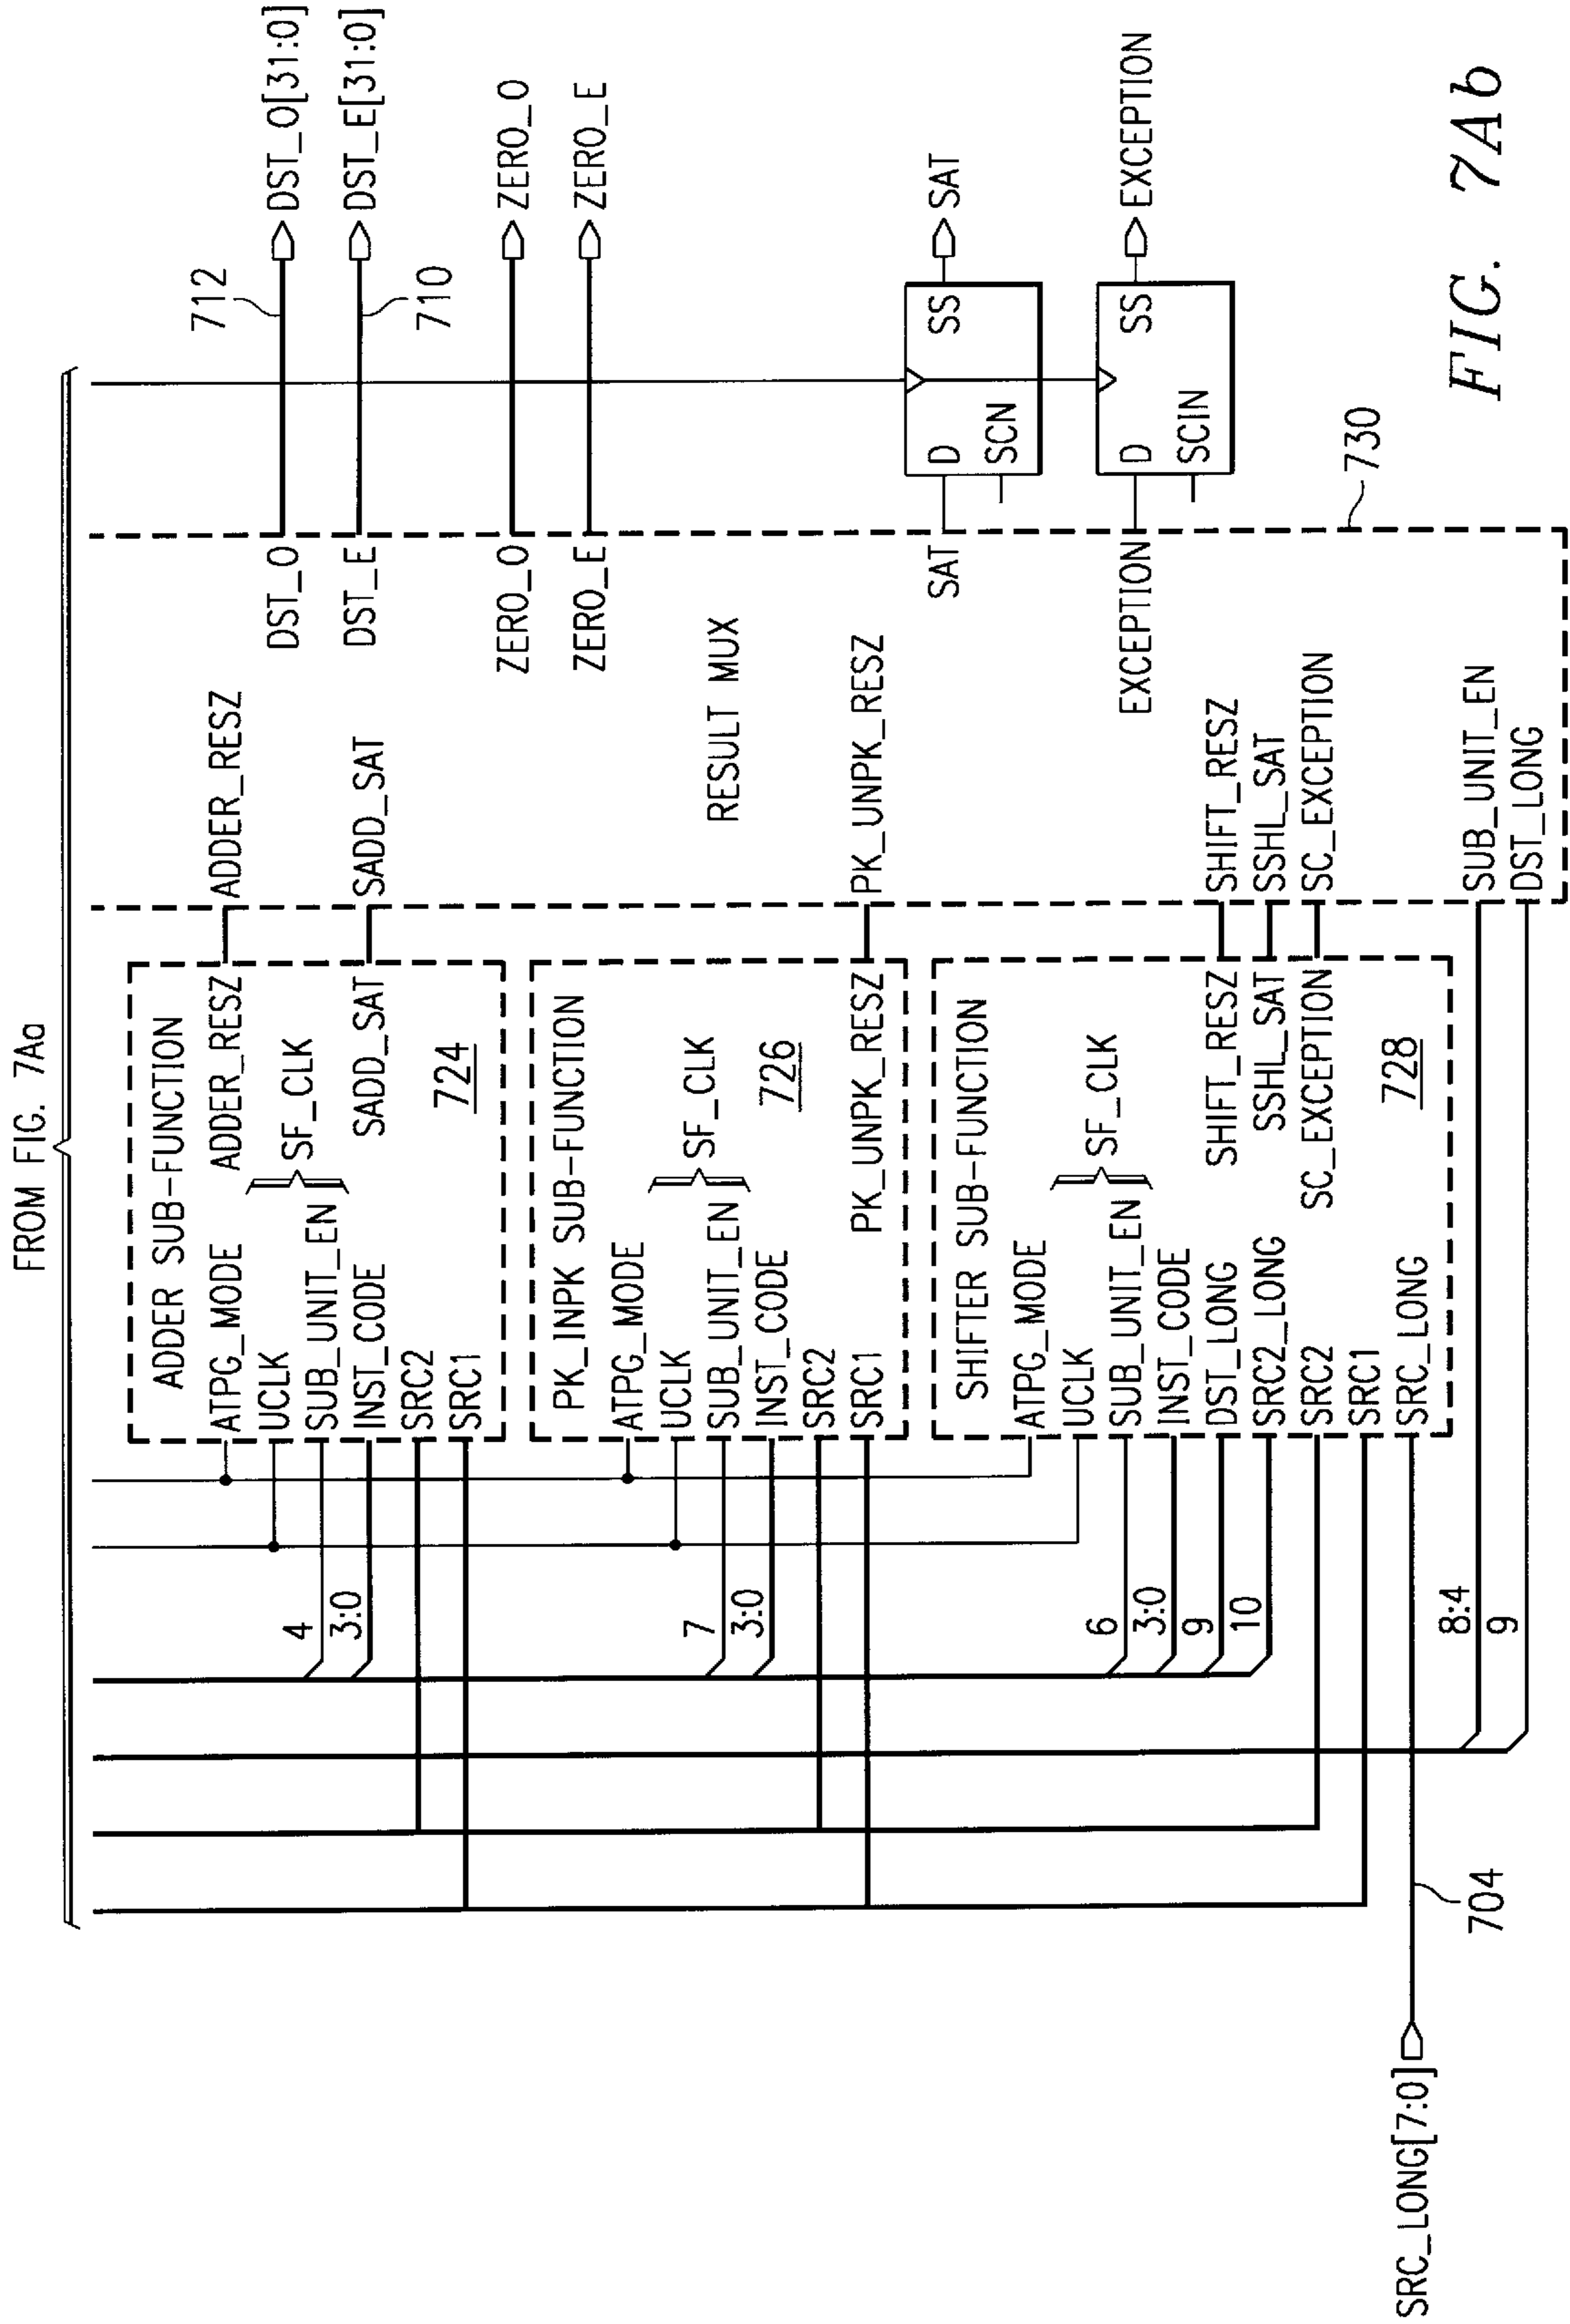 FROM FIG. 7Aa
ADDER SUB-FUNCTION
ATPG_MODE
ADDER_RESZ
UCLK
SF_CLK
SUB_UNIT_EN
INST_CODE
SADD_SAT
SRC2
SRC1
724
4
3:0
PK_INPK SUB-FUNCTION
ATPG_MODE
UCLK
SF_CLK
SUB_UNIT_EN
INST_CODE
726
SRC2
SRC1
PK_UNPK_RESZ
7
3:0
SHIFTER SUB-FUNCTION
ATPG_MODE
UCLK
SF_CLK
SUB_UNIT_EN
INST_CODE
DST_LONG
SHIFT_RESZ
SRC2_LONG
SSHL_SAT
SRC2
SC_EXCEPTION
SRC1
SRC_LONG
728
6
3:0
9
10
8:4
9
SRC_LONG[7:0]
704
ADDER_RESZ
SADD_SAT
RESULT MUX
PK_UNPK_RESZ
SHIFT_RESZ
SSHL_SAT
SC_EXCEPTION
SUB_UNIT_EN
DST_LONG
DST_O
DST_E
ZERO_O
ZERO_E
SAT
EXCEPTION
730
712
DST_O[31:0]
DST_E[31:0]
710
ZERO_O
ZERO_E
D
SS
SCN
SAT
D
SS
SCIN
EXCEPTION
FIG. 7Ab